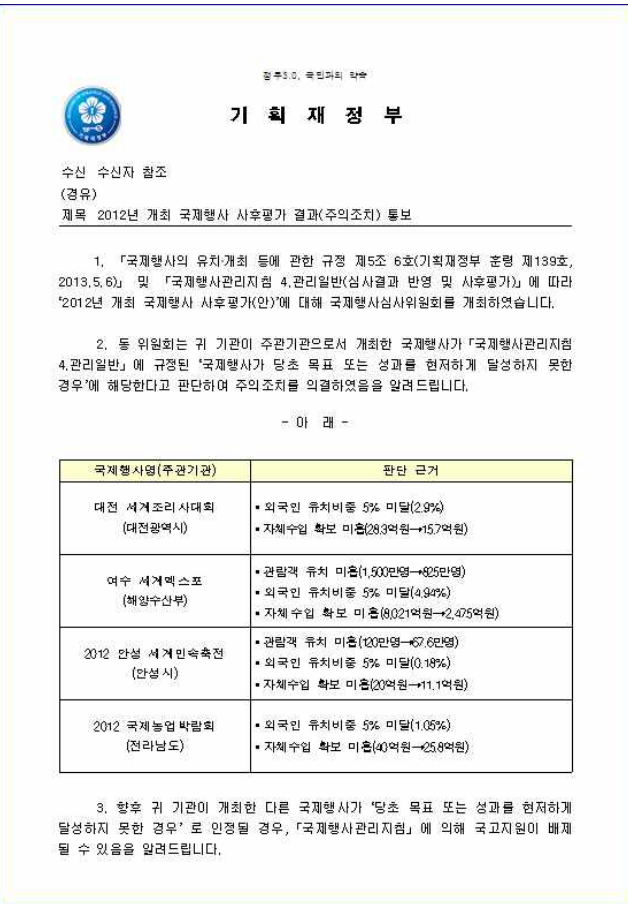 정부3.0, 국민과의 약속
기 획 재 정 부
기획재정부
수신 수신자 참조
(경유)
제목 2012년 개최 국제행사 사후평가 결과(주의조치) 통보
1. 「국제행사의 유치·개최 등에 관한 규정 제5조 6호(기획재정부 훈령 제139호,
2013.5.6)」 및 「국제행사관리지침 4.관리일반(심사결과 반영 및 사후평가)」에 따라
'2012년 개최 국제행사 사후평가(안)'에 대해 국제행사심사위원회를 개최하였습니다.
2. 동 위원회는 귀 기관이 주관기관으로서 개최한 국제행사가「국제행사관리지침
4.관리일반」에 규정된 '국제행사가 당초 목표 또는 성과를 현저하게 달성하지 못한
경우'에 해당한다고 판단하여 주의조치를 의결하였음을 알려드립니다.
- 아 래 -
국제행사명(주관기관) 판단 근거
대전 세계조리사대회
(대전광역시)
▪ 외국인 유치비중 5% 미달(2.9%)
▪ 자체수입 확보 미흡(28.3억원→15.7억원)
여수 세계엑스포
(해양수산부)
▪ 관람객 유치 미흡(1,500만명→825만명)
▪ 외국인 유치비중 5% 미달(4.94%)
▪ 자체수입 확보 미흡(8,021억원→2,475억원)
2012 안성 세계민속축전
(안성시)
▪ 관람객 유치 미흡(120만명→67.6만명)
▪ 외국인 유치비중 5% 미달(0.18%)
▪ 자체수입 확보 미흡(20억원→11.1억원)
2012 국제농업박람회
(전라남도)
▪ 외국인 유치비중 5% 미달(1.05%)
▪ 자체수입 확보 미흡(40억원→25.8억원)
3. 향후 귀 기관이 개최한 다른 국제행사가 '당초 목표 또는 성과를 현저하게
달성하지 못한 경우' 로 인정될 경우,「국제행사관리지침」에 의해 국고지원이 배제
될 수 있음을 알려드립니다.